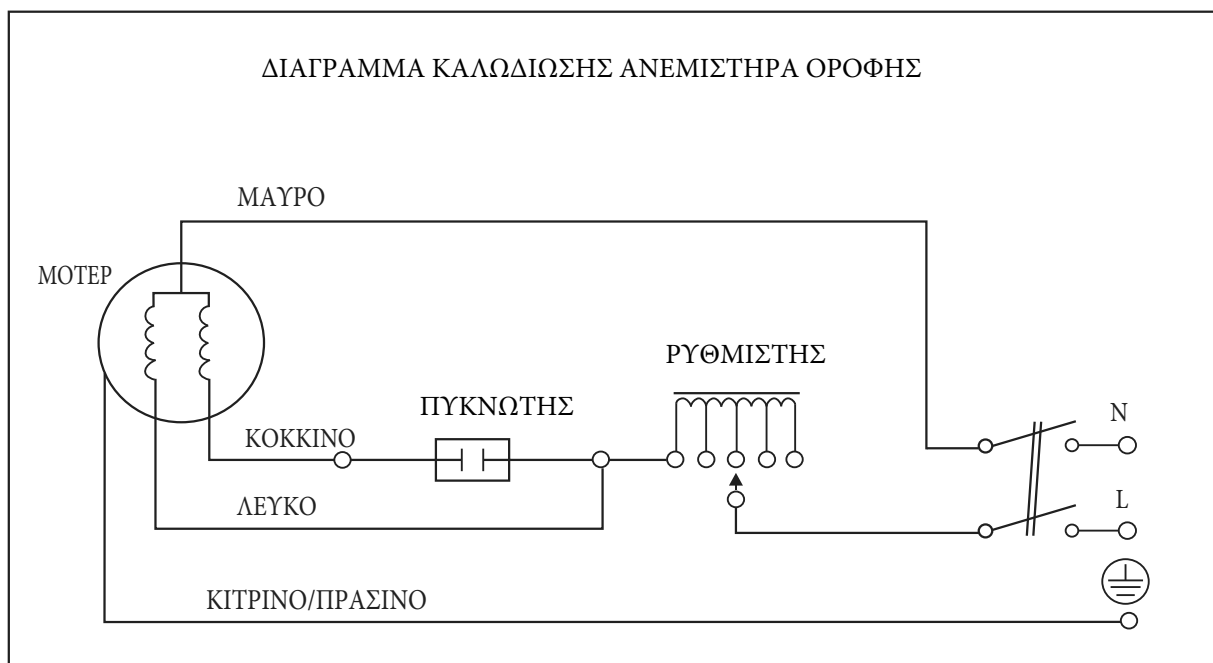 ΔΙΑΓΡΑΜΜΑ ΚΑΛΩΔΙΩΣΗΣ ΑΝΕΜΙΣΤΗΡΑ ΟΡΟΦΗΣ
ΜΑΥΡΟ
ΜΟΤΕΡ
ΡΥΘΜΙΣΤΗΣ
ΠΥΚΝΩΤΗΣ
N
ΚΟΚΚΙΝΟ
ΛΕΥΚΟ
L
ΚΙΤΡΙΝΟ/ΠΡΑΣΙΝΟ